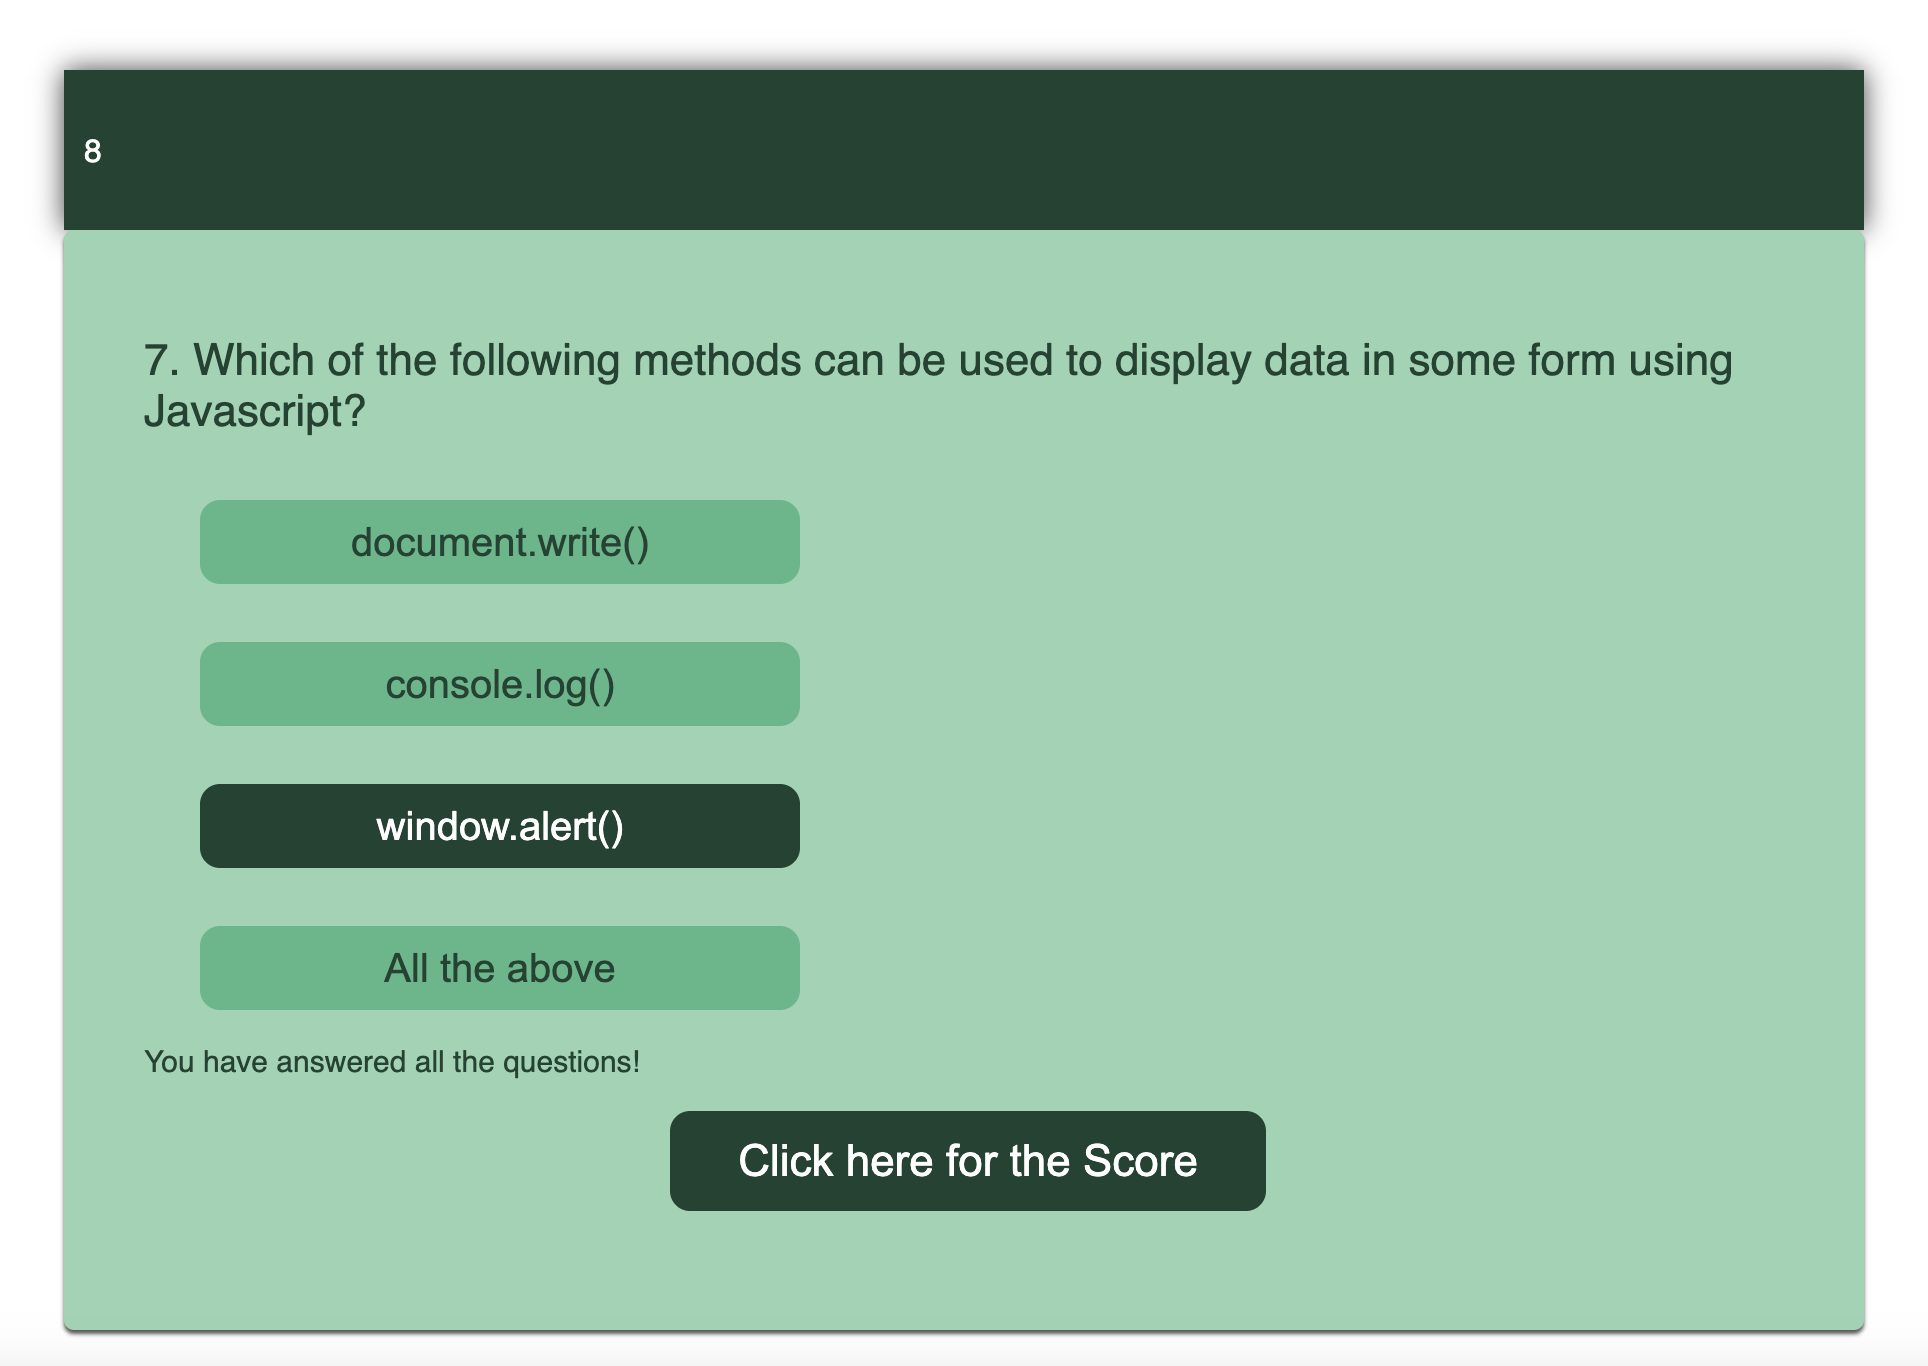 8
7. Which of the following methods can be used to display data in some form using
Javascript?
document.write()
console.log()
window.alert()
All the above
You have answered all the questions!
Click here for the Score